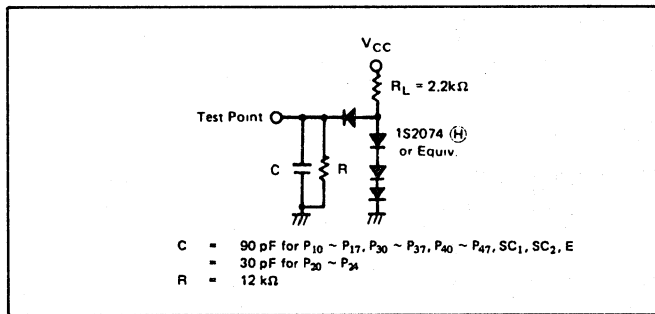 VCC
RL = 2.2kΩ
Test Point
1S2074 Ⓗ
or Equiv.
C
R
C = 90 pF for P10 ~ P17, P30 ~ P37, P40 ~ P47, SC1, SC2, E
= 30 pF for P20 ~ P24
R = 12 kΩ